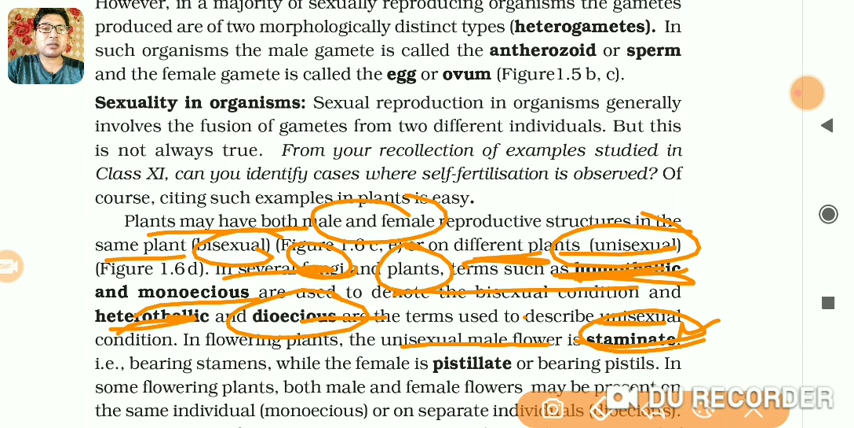 However, in a majority of sexually reproducing organisms the gametes
produced are of two morphologically distinct types (heterogametes). In
such organisms the male gamete is called the antherozoid or sperm
and the female gamete is called the egg or ovum (Figure1.5 b, c).
Sexuality in organisms: Sexual reproduction in organisms generally
involves the fusion of gametes from two different individuals. But this
is not always true. From your recollection of examples studied in
Class XI, can you identify cases where self-fertilisation is observed? Of
course, citing such examples in plants is easy.
Plants may have both male and female reproductive structures in the
same plant (bisexual) (Figure 1.6 c, e) or on different plants (unisexual)
(Figure 1.6 d). In several fungi and plants, terms such as homothallic
and monoecious are used to denote the bisexual condition and
heterothallic and dioecious are the terms used to describe unisexual
condition. In flowering plants, the unisexual male flower is staminate,
i.e., bearing stamens, while the female is pistillate or bearing pistils. In
some flowering plants, both male and female flowers may be present on
the same individual (monoecious) or on separate individuals (dioecious).
DU RECORDER